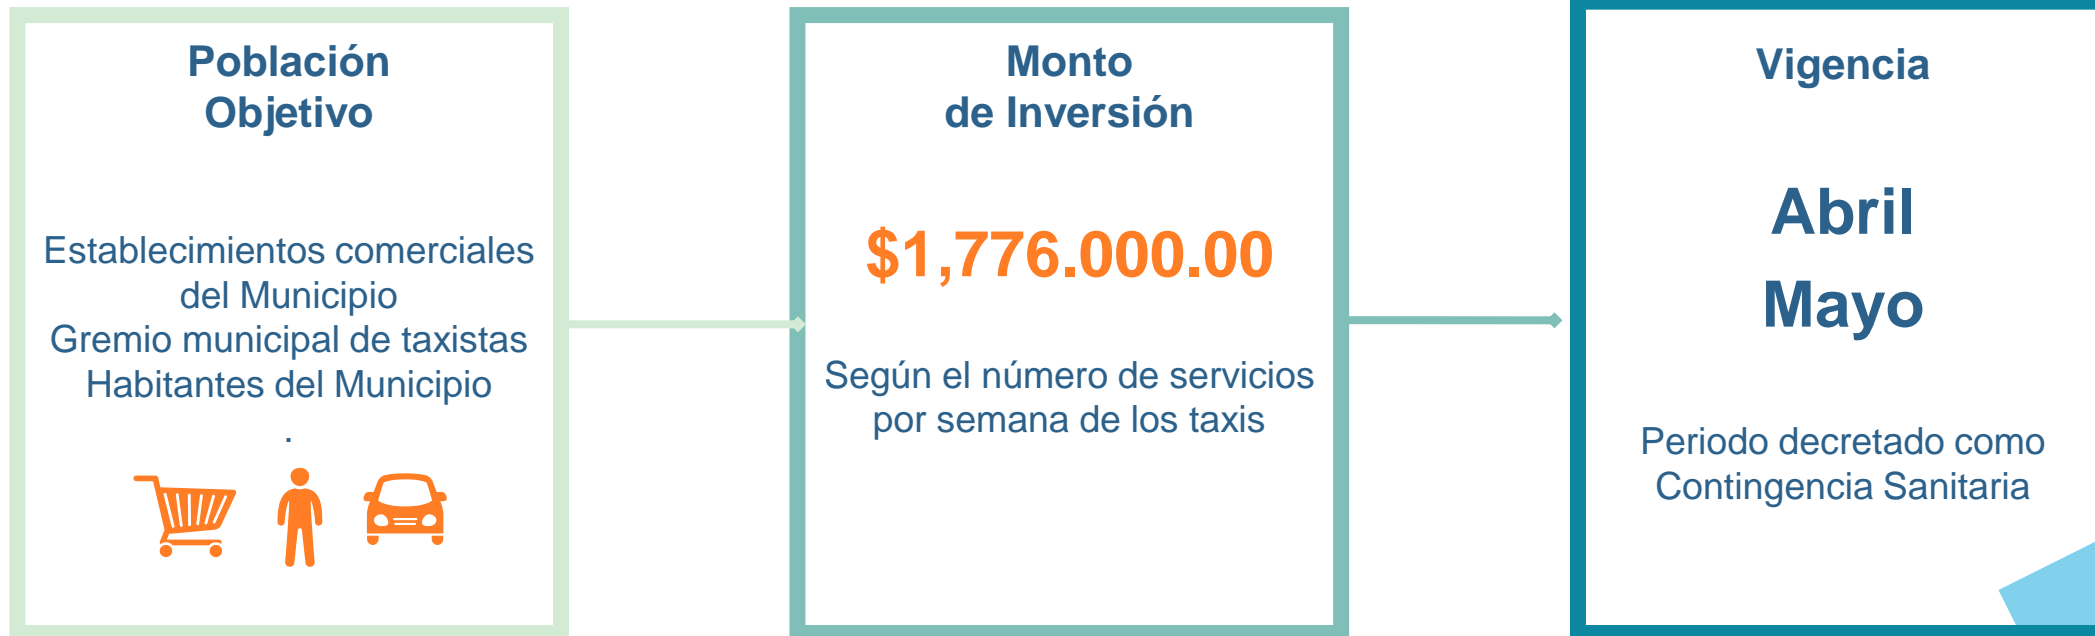 Población
Objetivo
Establecimientos comerciales
del Municipio
Gremio municipal de taxistas
Habitantes del Municipio
.
Monto
de Inversión
$1,776.000.00
Según el número de servicios
por semana de los taxis
Vigencia
Abril
Mayo
Periodo decretado como
Contingencia Sanitaria